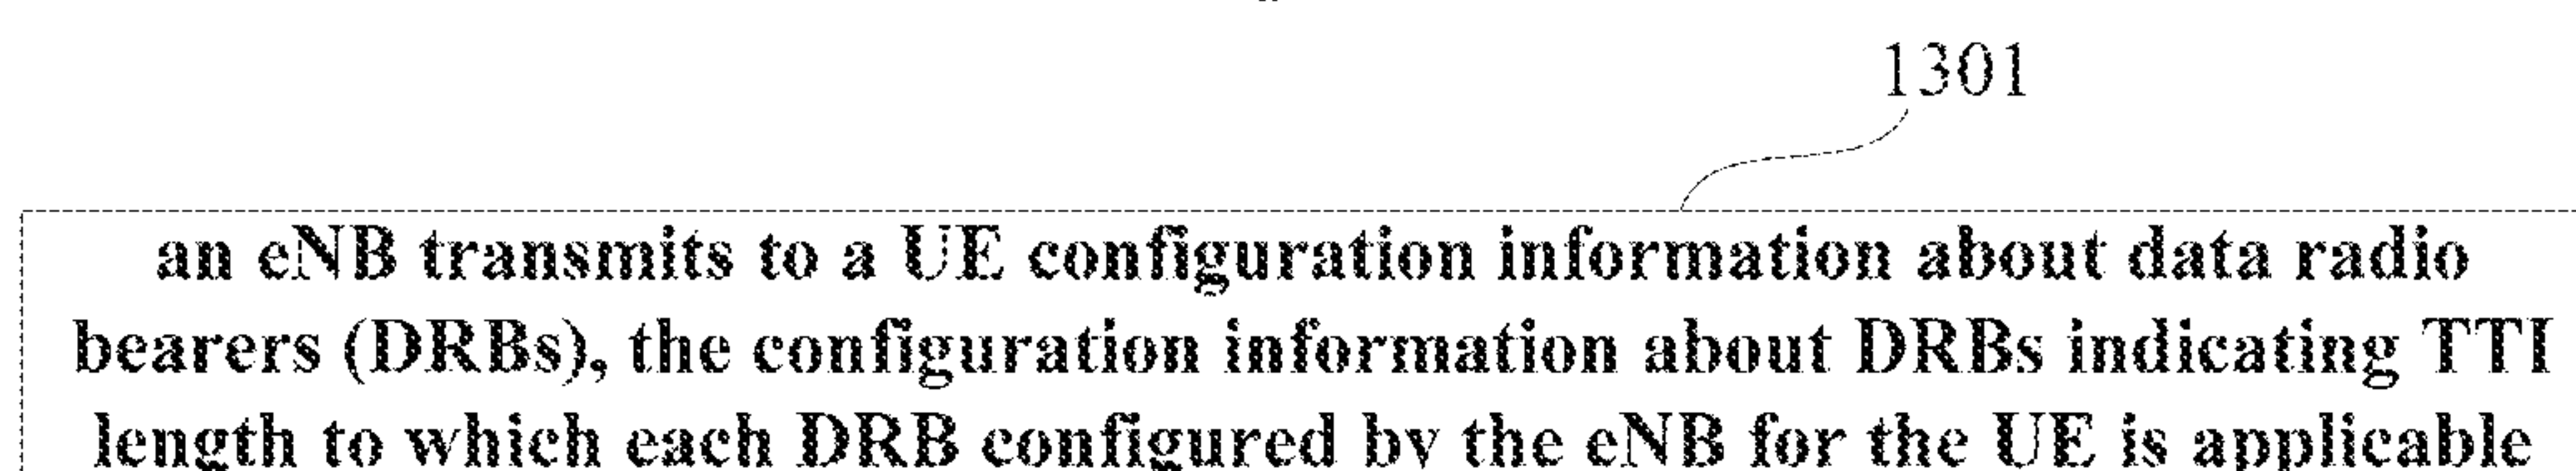 1301
an eNB transmits to a UE configuration information about data radio
bearers (DRBs), the configuration information about DRBs indicating TTI
length to which each DRB configured by the eNB for the UE is applicable